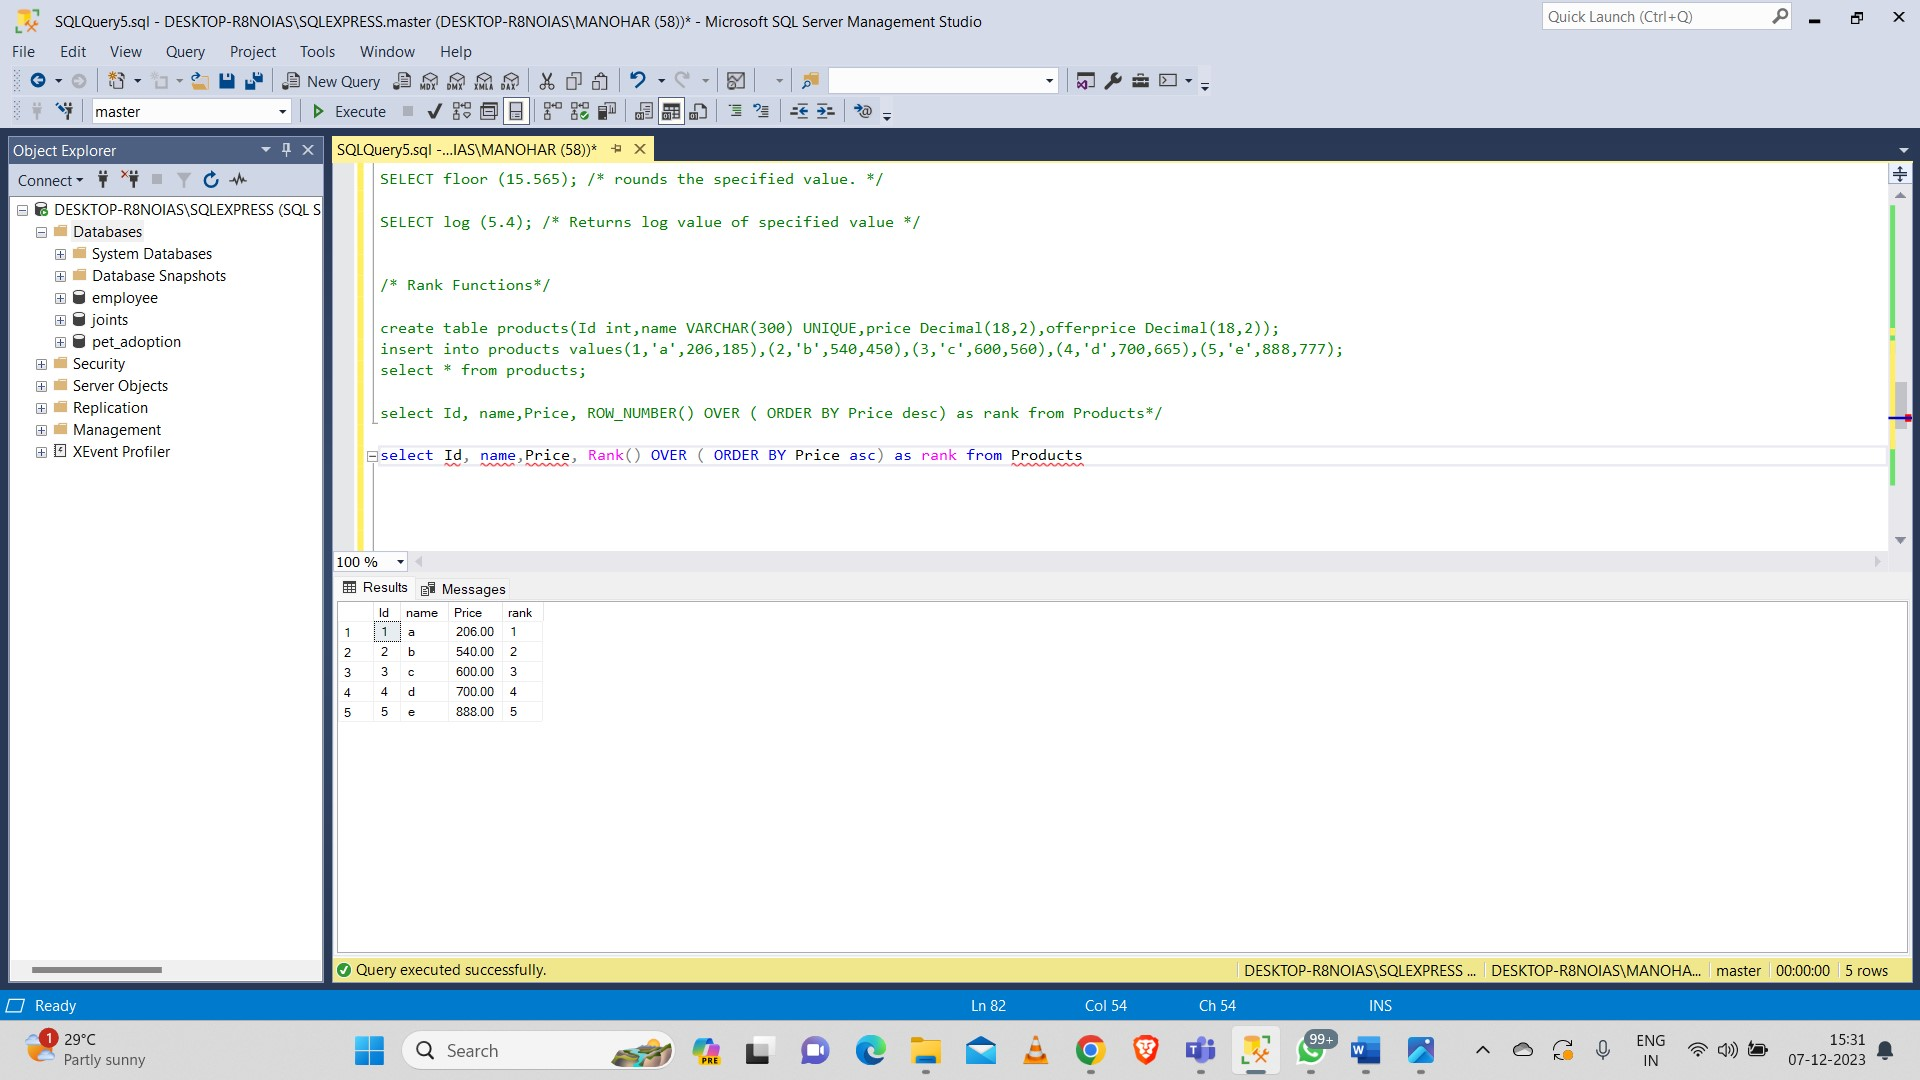 SQLQuery5.sql - DESKTOP-R8NOIAS\SQLEXPRESS.master (DESKTOP-R8NOIAS\MANOHAR (58))* - Microsoft SQL Server Management Studio
Quick Launch (Ctrl+Q)
File Edit View Query Project Tools Window Help
New Query MDX DMX XMLA DAX
master Execute
Object Explorer
SQLQuery5.sql -...IAS\MANOHAR (58))*
Connect
DESKTOP-R8NOIAS\SQLEXPRESS (SQL S
Databases
System Databases
Database Snapshots
employee
joints
pet_adoption
Security
Server Objects
Replication
Management
XEvent Profiler
SELECT floor (15.565); /* rounds the specified value. */
SELECT log (5.4); /* Returns log value of specified value */
/* Rank Functions*/
create table products(Id int,name VARCHAR(300) UNIQUE,price Decimal(18,2),offerprice Decimal(18,2));
insert into products values(1,'a',206,185),(2,'b',540,450),(3,'c',600,560),(4,'d',700,665),(5,'e',888,777);
select * from products;
select Id, name,Price, ROW_NUMBER() OVER ( ORDER BY Price desc) as rank from Products*/
select Id, name,Price, Rank() OVER ( ORDER BY Price asc) as rank from Products
100 %
Results Messages
Id name Price rank
1 1 a 206.00 1
2 2 b 540.00 2
3 3 c 600.00 3
4 4 d 700.00 4
5 5 e 888.00 5
Query executed successfully.
DESKTOP-R8NOIAS\SQLEXPRESS ... DESKTOP-R8NOIAS\MANOHA... master 00:00:00 5 rows
Ready Ln 82 Col 54 Ch 54 INS
1 29°C
Partly sunny
Search
PRE
99+
ENG
IN
15:31
07-12-2023